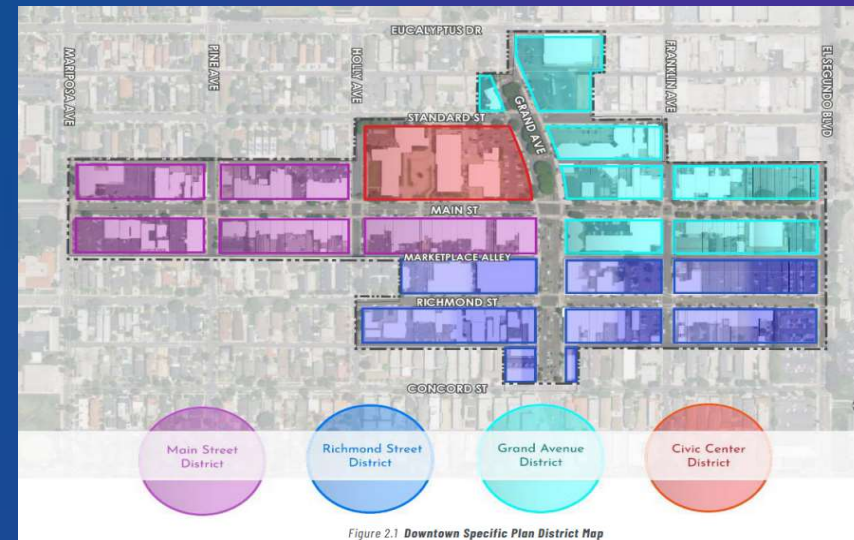 EUCALYPTUS DR
MARIPOSA AVE
PINE AVE
HOLLY AVE
FRANKLIN AVE
EL SEGUNDO BLVD
GRAND AVE
STANDARD ST
MAIN ST
MARKETPLACE ALLEY
RICHMOND ST
CONCORD ST
Main Street
District
Richmond Street
District
Grand Avenue
District
Civic Center
District
Figure 2.1 Downtown Specific Plan District Map